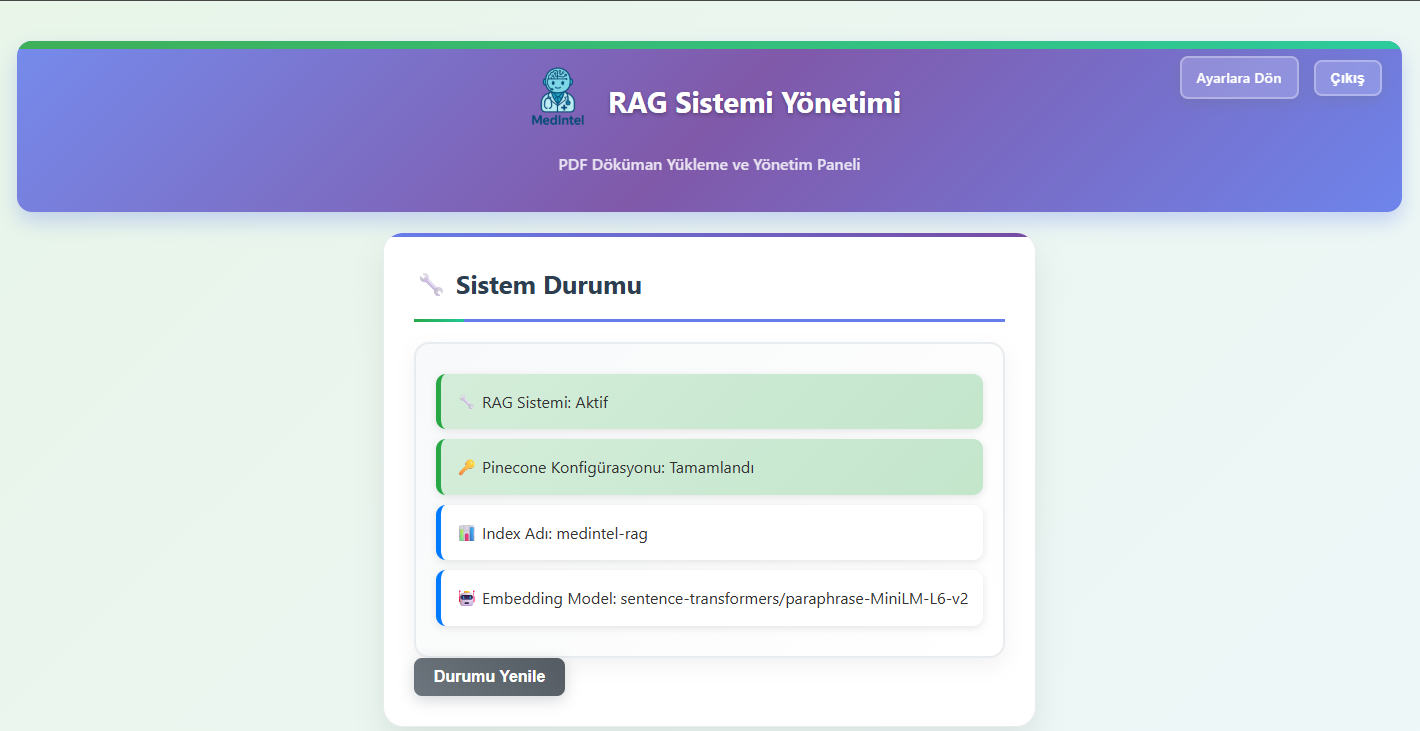 Ayarlara Dön
Çıkış
MedIntel
RAG Sistemi Yönetimi
PDF Döküman Yükleme ve Yönetim Paneli
Sistem Durumu
RAG Sistemi: Aktif
Pinecone Konfigürasyonu: Tamamlandı
Index Adı: medintel-rag
Embedding Model: sentence-transformers/paraphrase-MiniLM-L6-v2
Durumu Yenile